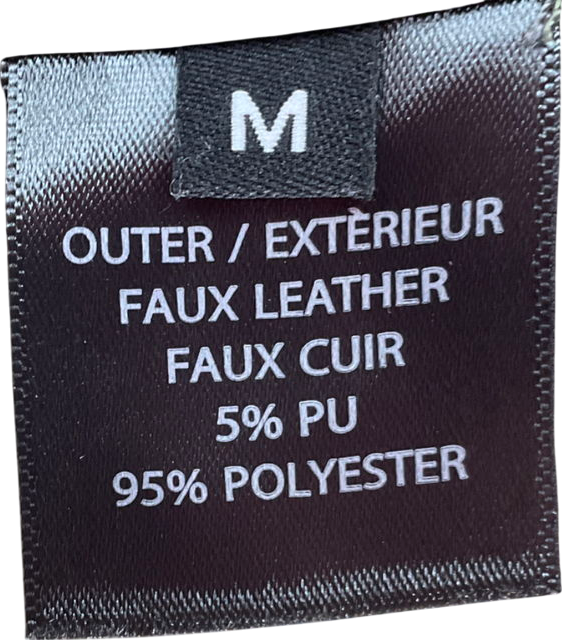 M
OUTER / EXTÈRIEUR
FAUX LEATHER
FAUX CUIR
5% PU
95% POLYESTER